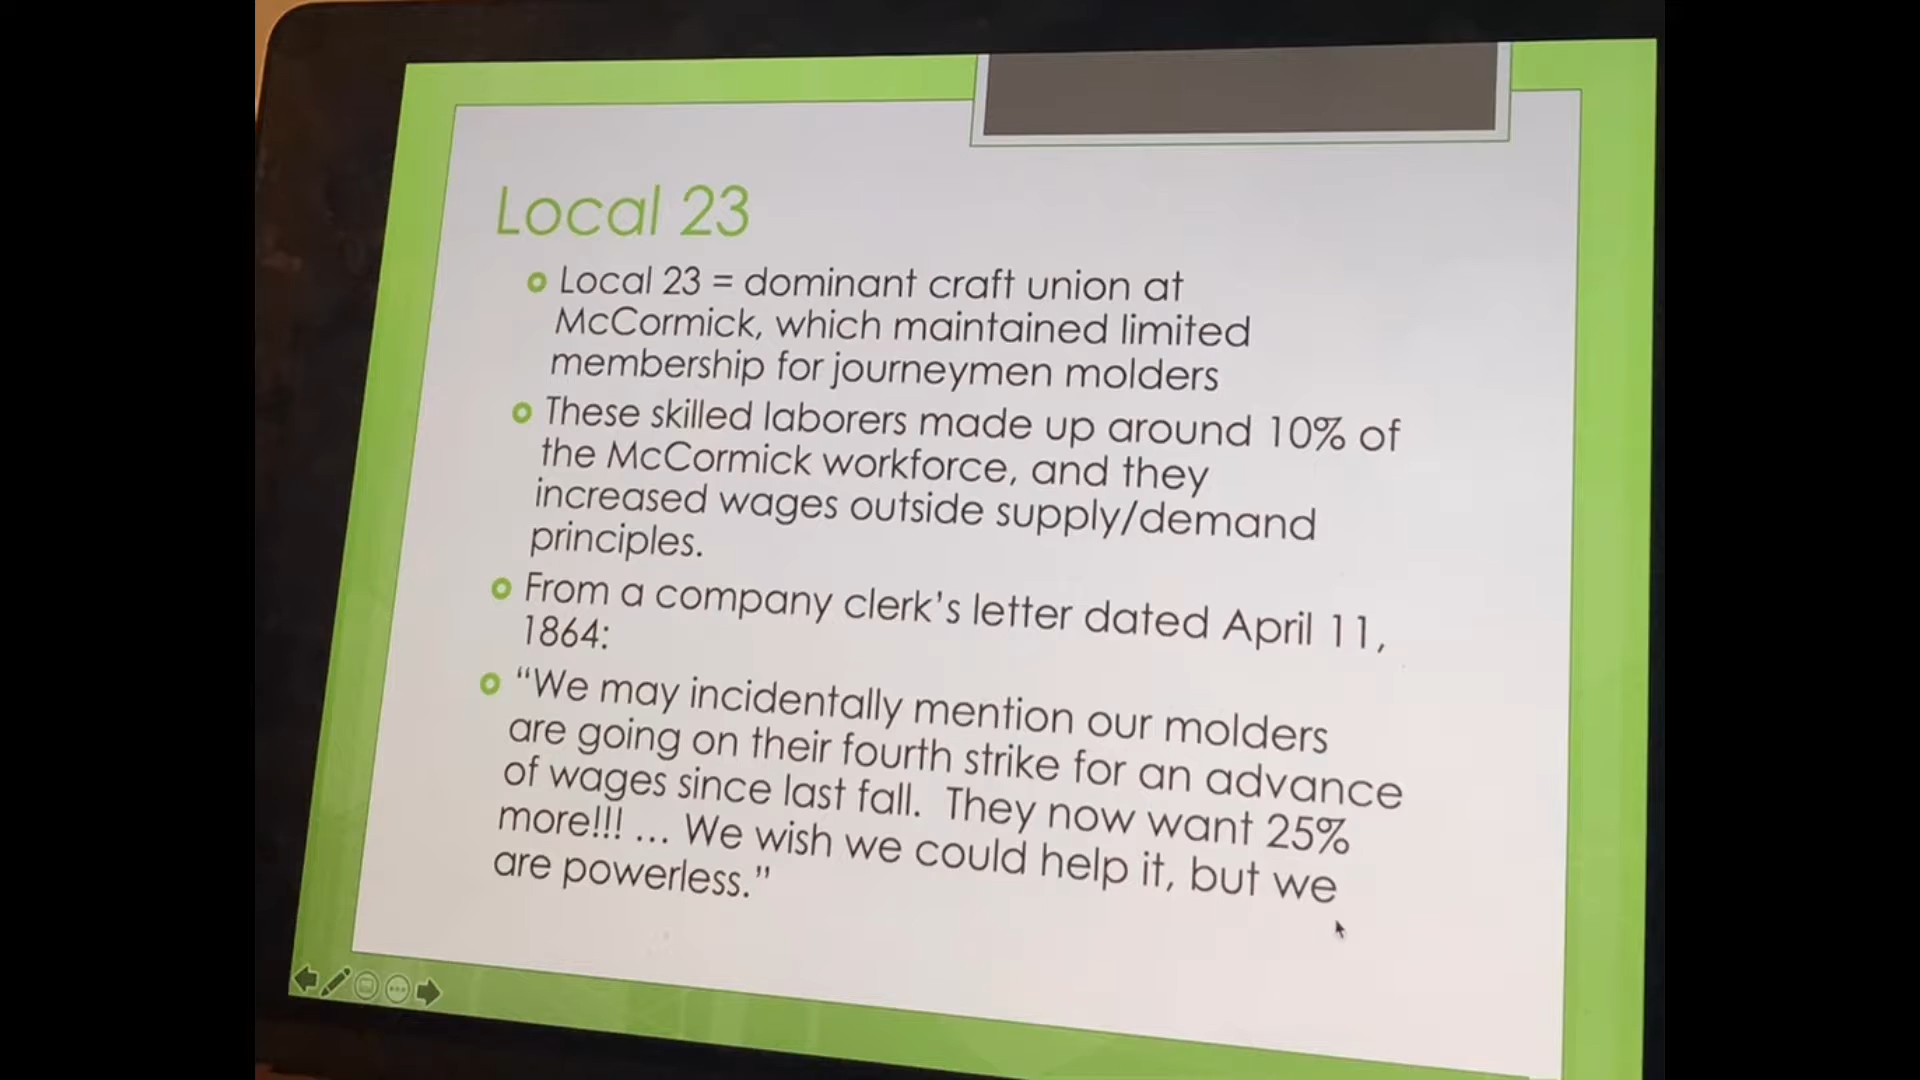 Local 23
Local 23 = dominant craft union at
McCormick, which maintained limited
membership for journeymen molders
These skilled laborers made up around 10% of
the McCormick workforce, and they
increased wages outside supply/demand
principles.
From a company clerk's letter dated April 11,
1864:
"We may incidentally mention our molders
are going on their fourth strike for an advance
of wages since last fall.  They now want 25%
more!!! ... We wish we could help it, but we
are powerless."